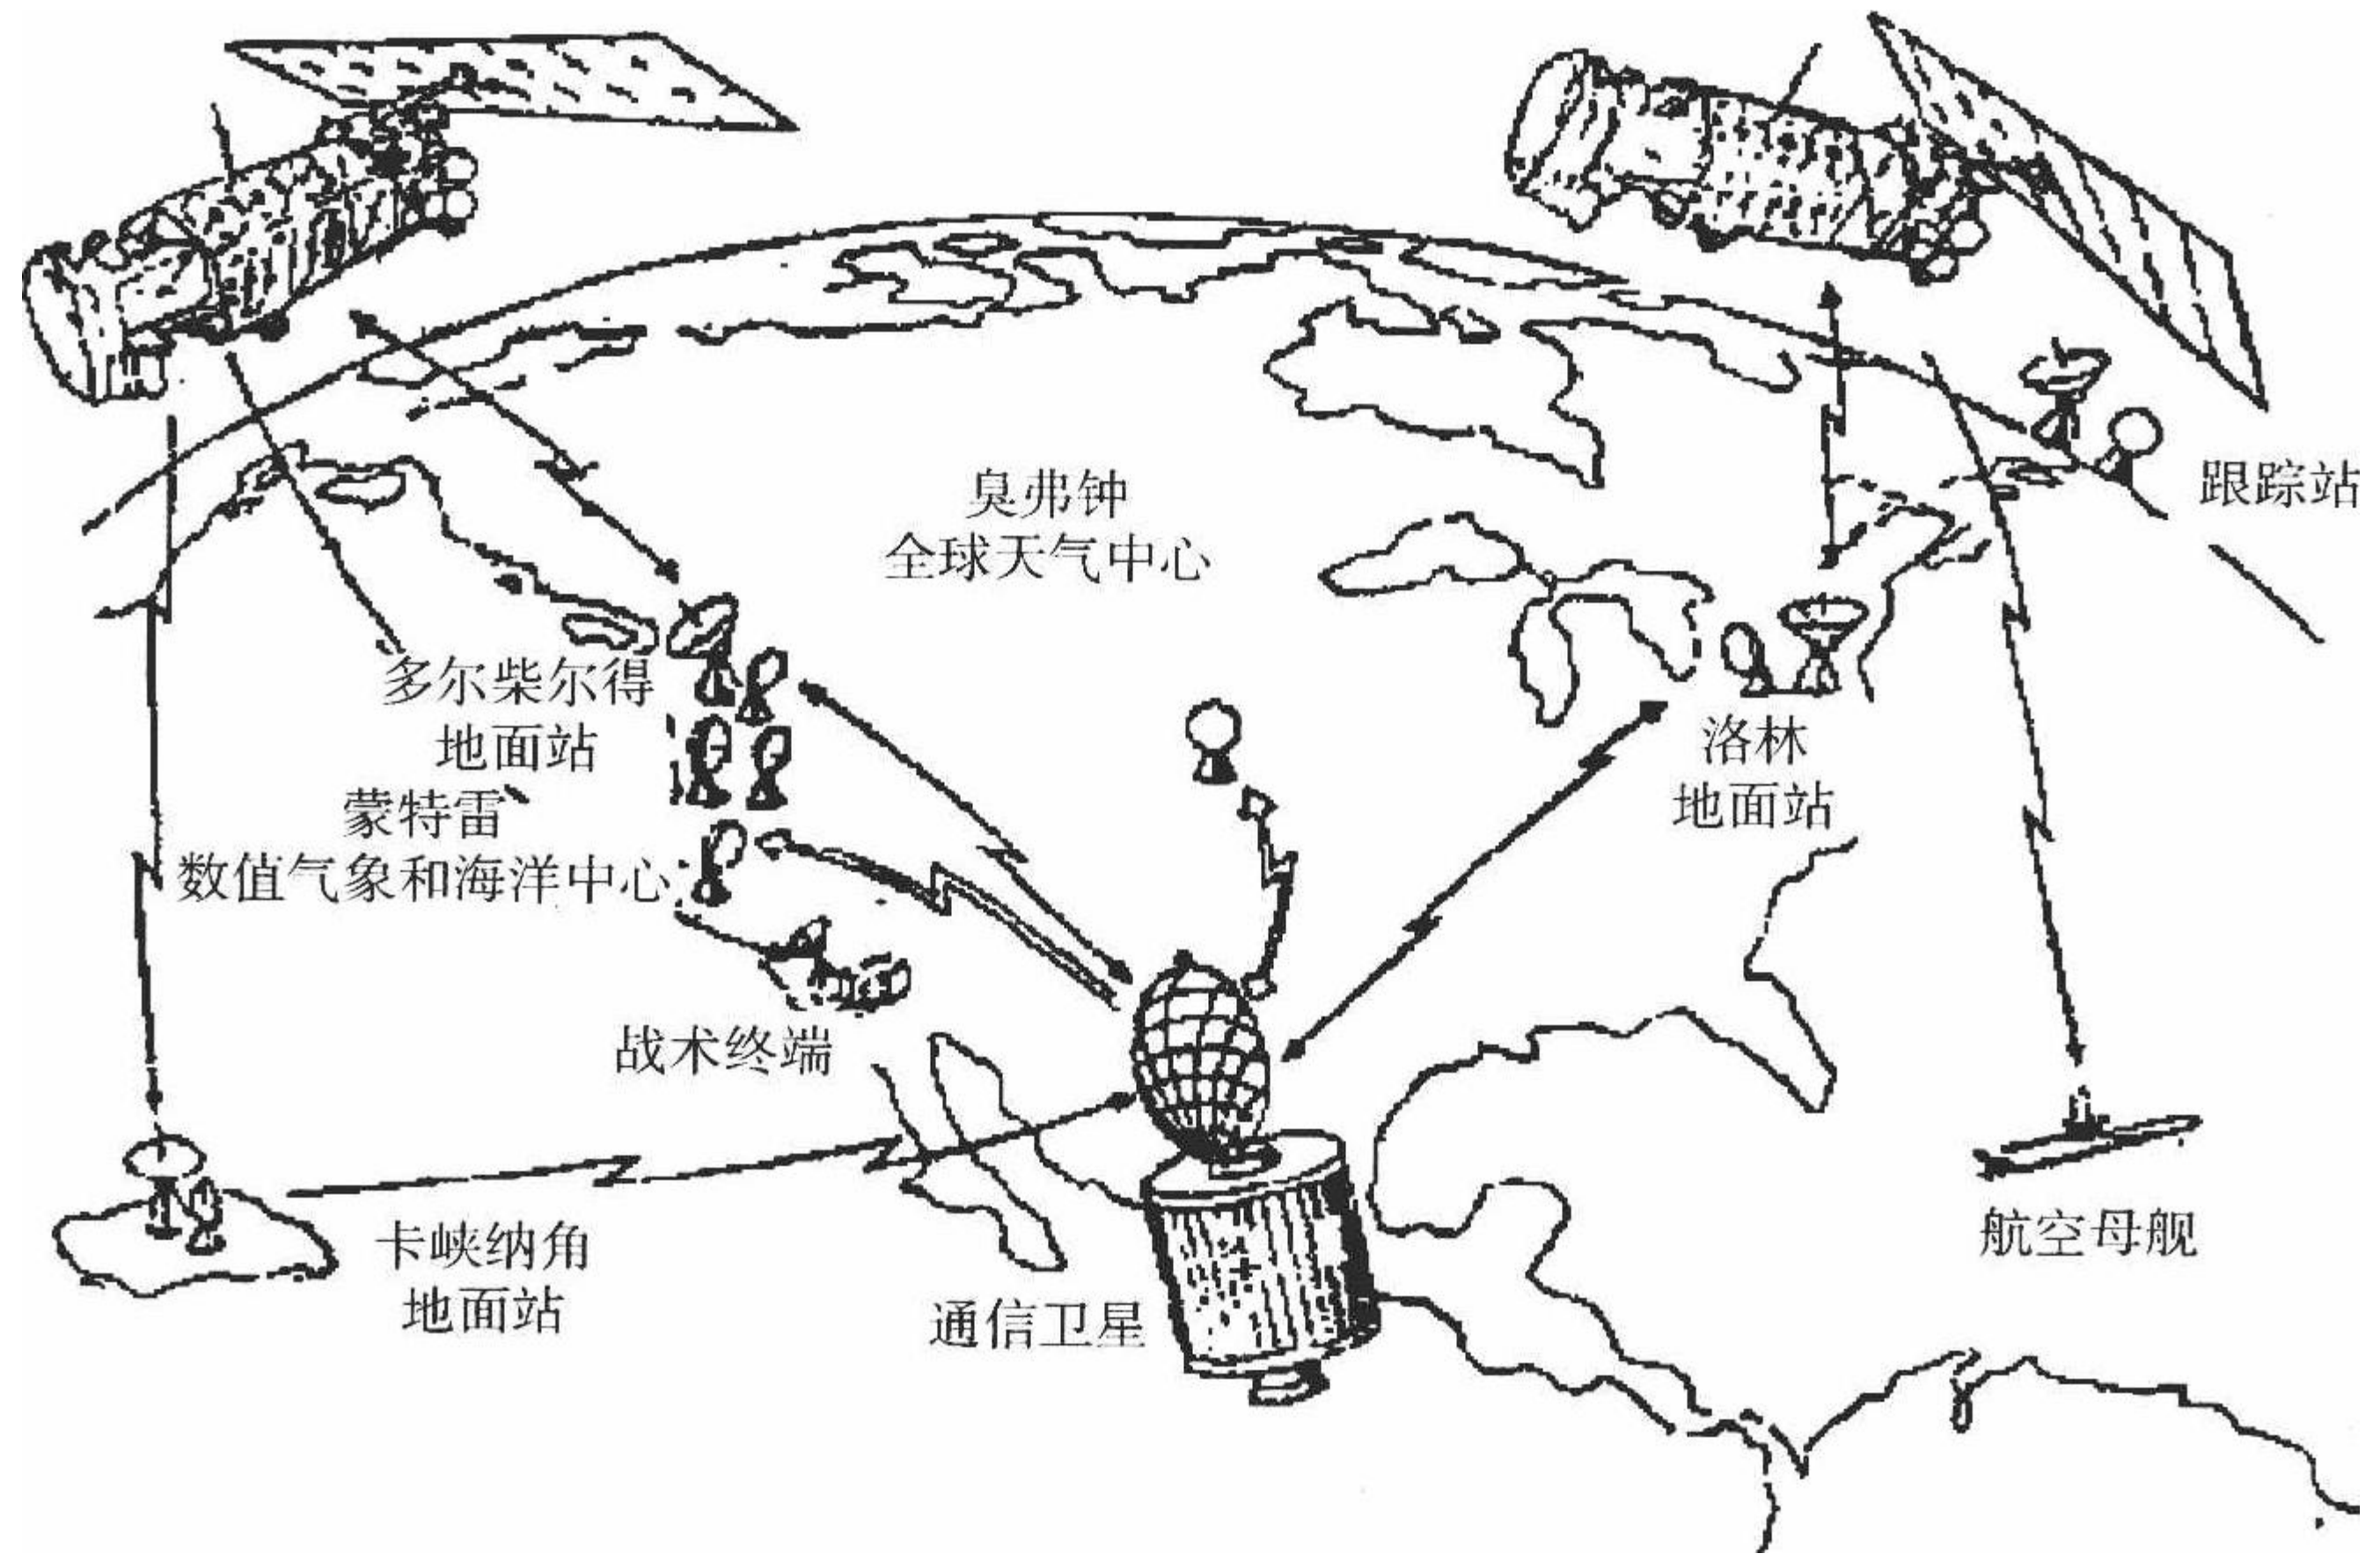 臭弗钟
全球天气中心
跟踪站
多尔柴尔得
地面站
蒙特雷
数值气象和海洋中心
洛林
地面站
战术终端
卡峡纳角
地面站
通信卫星
航空母舰